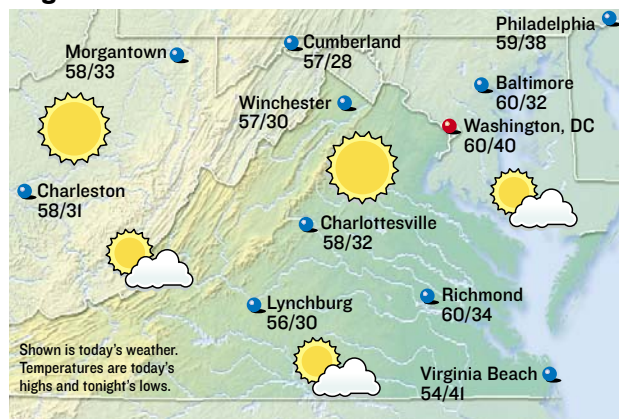 Philadelphia
59/38
Morgantown
58/33
Cumberland
57/28
Baltimore
60/32
Winchester
57/30
Washington, DC
60/40
Charleston
58/31
Charlottesville
58/32
Lynchburg
56/30
Richmond
60/34
Shown is today's weather.
Temperatures are today's
highs and tonight's lows.
Virginia Beach
54/41